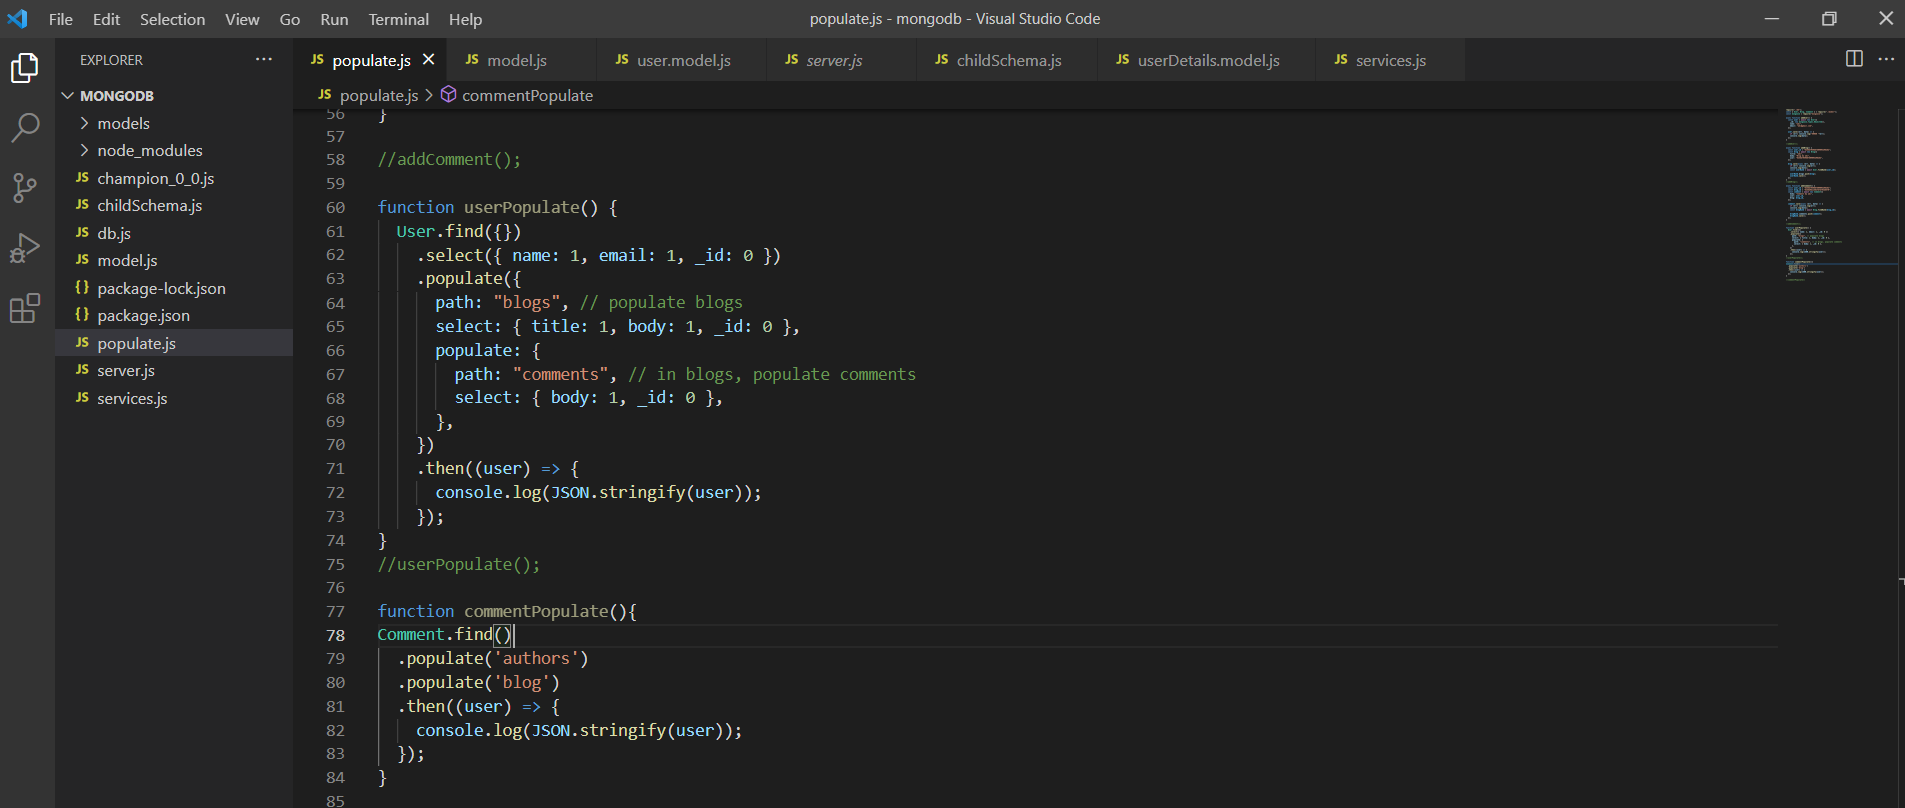 File Edit Selection View Go Run Terminal Help
populate.js - mongodb - Visual Studio Code
EXPLORER
MONGODB
models
node_modules
JS champion_0_0.js
JS childSchema.js
JS db.js
JS model.js
{} package-lock.json
{} package.json
JS populate.js
JS server.js
JS services.js
JS populate.js JS model.js JS user.model.js JS server.js JS childSchema.js JS userDetails.model.js JS services.js
JS populate.js > commentPopulate
56 }
57
58 //addComment();
59
60 function userPopulate() {
61 User.find({})
62 .select({ name: 1, email: 1, _id: 0 })
63 .populate({
64 path: "blogs", // populate blogs
65 select: { title: 1, body: 1, _id: 0 },
66 populate: {
67 path: "comments", // in blogs, populate comments
68 select: { body: 1, _id: 0 },
69 },
70 })
71 .then((user) => {
72 console.log(JSON.stringify(user));
73 });
74 }
75 //userPopulate();
76
77 function commentPopulate(){
78 Comment.find()
79 .populate('authors')
80 .populate('blog')
81 .then((user) => {
82 console.log(JSON.stringify(user));
83 });
84 }
85